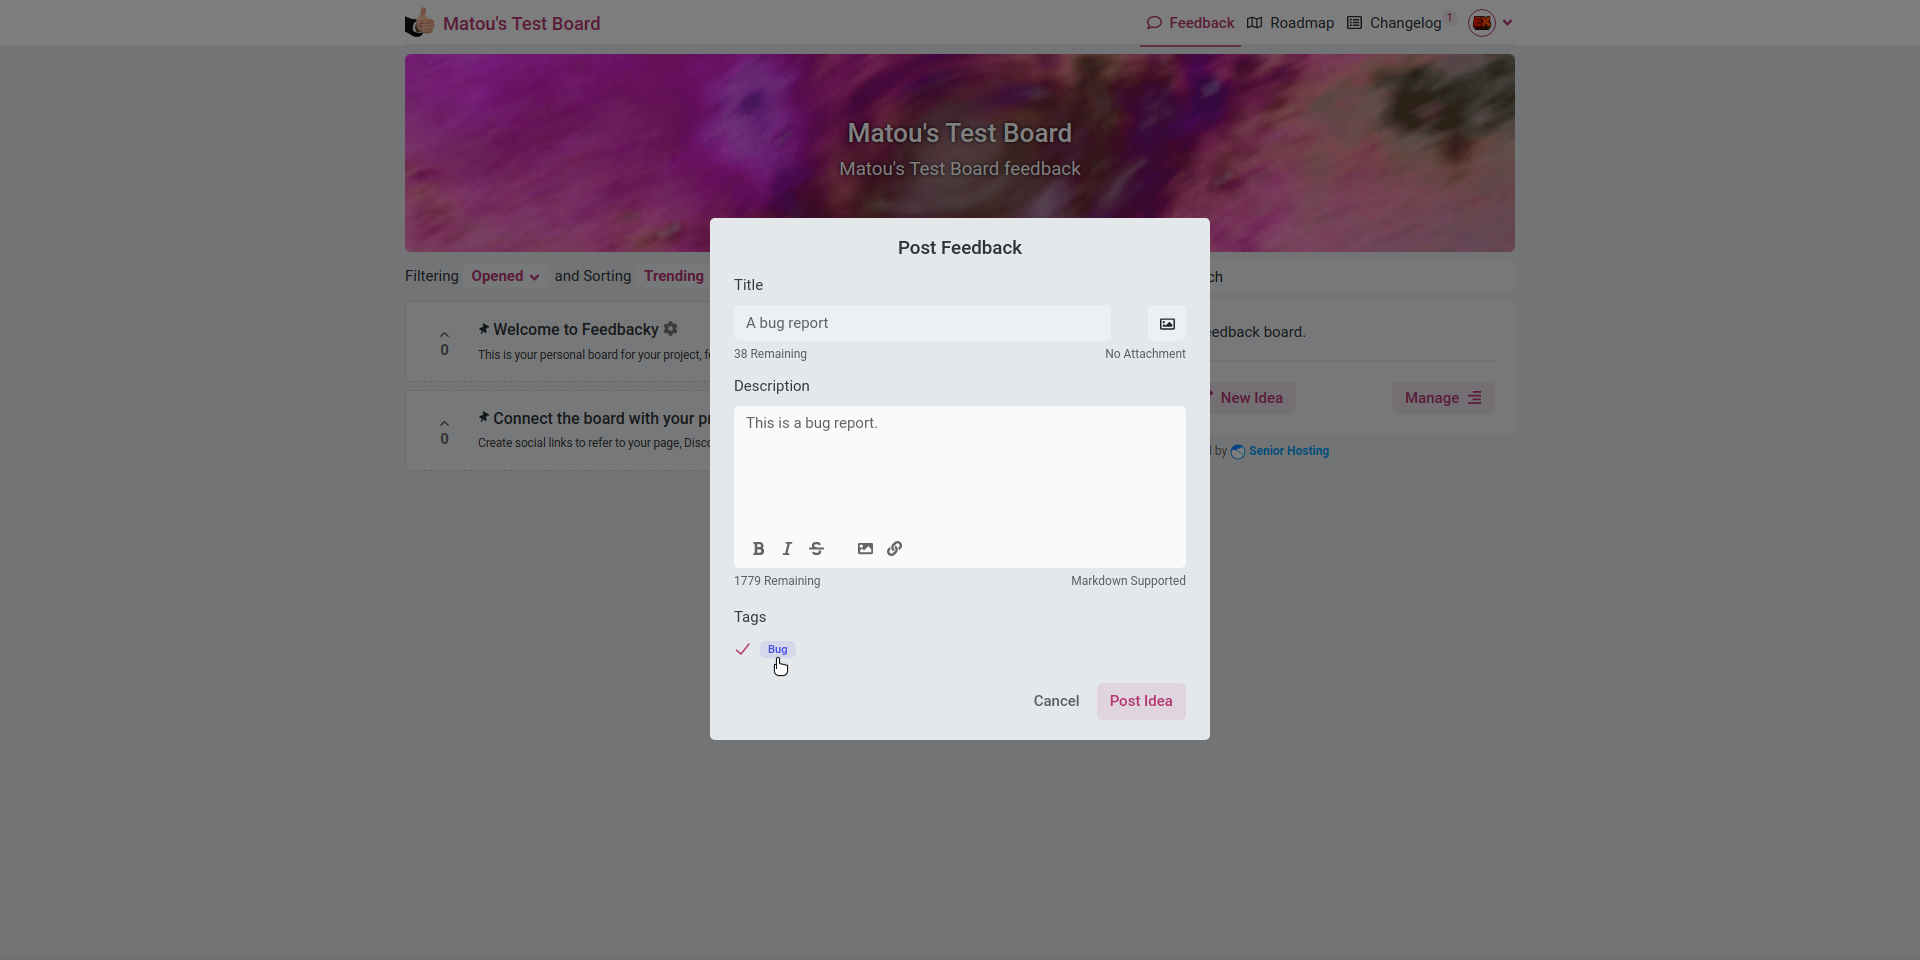 Matou's Test Board
Feedback
Roadmap
Changelog 1
Matou's Test Board
Matou's Test Board feedback
Filtering Opened and Sorting Trending
ch
Welcome to Feedbacky
0
This is your personal board for your project, f
Connect the board with your p
0
Create social links to refer to your page, Disc
edback board.
New Idea
Manage
by Senior Hosting
Post Feedback
Title
A bug report
38 Remaining
No Attachment
Description
This is a bug report.
B I S
1779 Remaining
Markdown Supported
Tags
Bug
Cancel
Post Idea